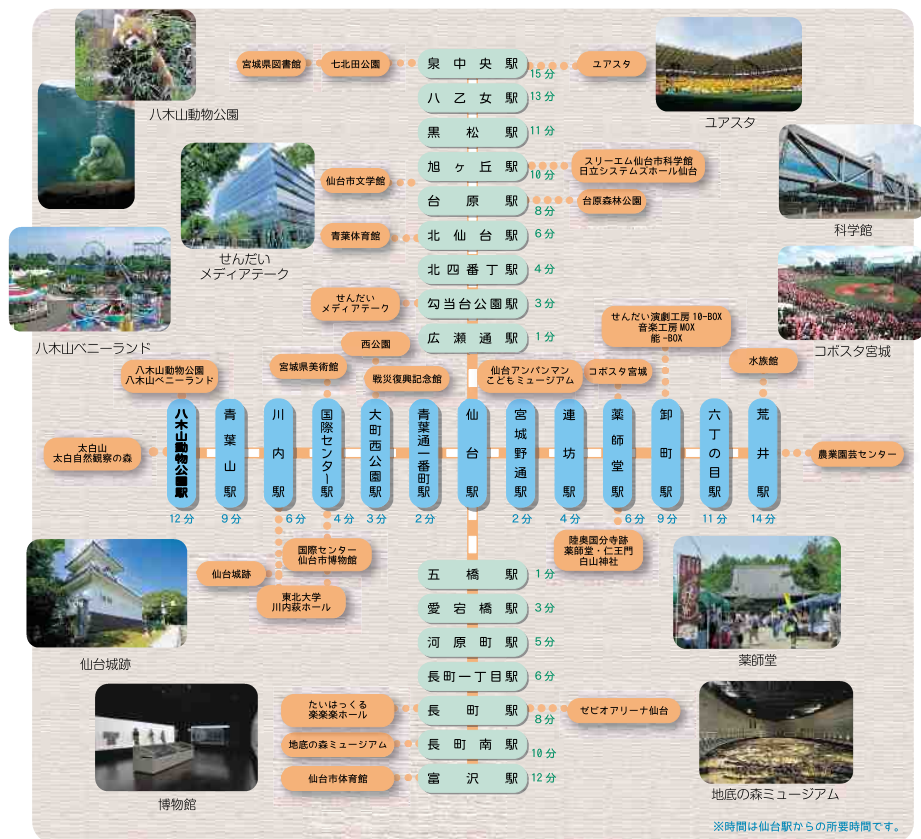 宮城県図書館
七北田公園
泉中央駅
15分
ユアスタ
八乙女駅
13分
八木山動物公園
ユアスタ
黒松駅
11分
旭ヶ丘駅
10分
スリーエム仙台市科学館
日立システムズホール仙台
仙台市文学館
台原駅
8分
台原森林公園
青葉体育館
北仙台駅
6分
科学館
せんだい
メディアテーク
北四番丁駅
4分
せんだい
メディアテーク
勾当台公園駅
3分
せんだい演劇工房10-BOX
音楽工房MOX
能-BOX
八木山ベニーランド
西公園
広瀬通駅
1分
コボスタ宮城
八木山動物公園
八木山ベニーランド
宮城県美術館
戦災復興記念館
仙台アンパンマン
こどもミュージアム
コボスタ宮城
水族館
太白山
太白自然観察の森
八木山動物公園駅
青葉山駅
川内駅
国際センター駅
大町西公園駅
青葉通一番町駅
仙台駅
宮城野通駅
連坊駅
薬師堂駅
卸町駅
六丁の目駅
荒井駅
農業園芸センター
12分
9分
6分
4分
3分
2分
2分
4分
6分
9分
11分
14分
国際センター
仙台市博物館
陸奥国分寺跡
薬師堂・仁王門
白山神社
仙台城跡
五橋駅
1分
東北大学
川内萩ホール
愛宕橋駅
3分
河原町駅
5分
仙台城跡
薬師堂
長町一丁目駅
6分
たいはっくる
楽楽楽ホール
長町駅
8分
ゼビオアリーナ仙台
地底の森ミュージアム
長町南駅
10分
仙台市体育館
富沢駅
12分
博物館
地底の森ミュージアム
※時間は仙台駅からの所要時間です。